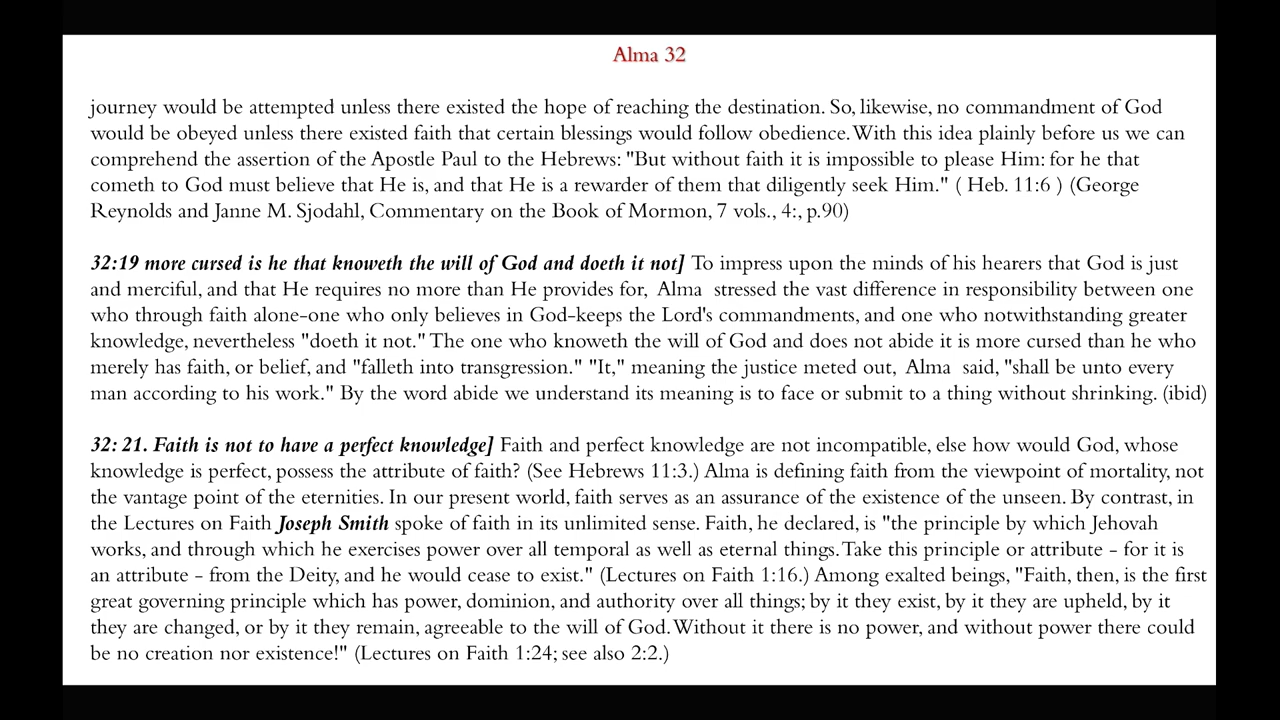 Alma 32
journey would be attempted unless there existed the hope of reaching the destination. So, likewise, no commandment of God
would be obeyed unless there existed faith that certain blessings would follow obedience. With this idea plainly before us we can
comprehend the assertion of the Apostle Paul to the Hebrews: "But without faith it is impossible to please Him: for he that
cometh to God must believe that He is, and that He is a rewarder of them that diligently seek Him." ( Heb. 11:6 ) (George
Reynolds and Janne M. Sjodahl, Commentary on the Book of Mormon, 7 vols., 4:, p.90)
32:19 more cursed is he that knoweth the will of God and doeth it not] To impress upon the minds of his hearers that God is just
and merciful, and that He requires no more than He provides for, Alma stressed the vast difference in responsibility between one
who through faith alone-one who only believes in God-keeps the Lord's commandments, and one who notwithstanding greater
knowledge, nevertheless "doeth it not." The one who knoweth the will of God and does not abide it is more cursed than he who
merely has faith, or belief, and "falleth into transgression." "It," meaning the justice meted out, Alma said, "shall be unto every
man according to his work." By the word abide we understand its meaning is to face or submit to a thing without shrinking. (ibid)
32: 21. Faith is not to have a perfect knowledge] Faith and perfect knowledge are not incompatible, else how would God, whose
knowledge is perfect, possess the attribute of faith? (See Hebrews 11:3.) Alma is defining faith from the viewpoint of mortality, not
the vantage point of the eternities. In our present world, faith serves as an assurance of the existence of the unseen. By contrast, in
the Lectures on Faith Joseph Smith spoke of faith in its unlimited sense. Faith, he declared, is "the principle by which Jehovah
works, and through which he exercises power over all temporal as well as eternal things. Take this principle or attribute - for it is
an attribute - from the Deity, and he would cease to exist." (Lectures on Faith 1:16.) Among exalted beings, "Faith, then, is the first
great governing principle which has power, dominion, and authority over all things; by it they exist, by it they are upheld, by it
they are changed, or by it they remain, agreeable to the will of God. Without it there is no power, and without power there could
be no creation nor existence!" (Lectures on Faith 1:24; see also 2:2.)